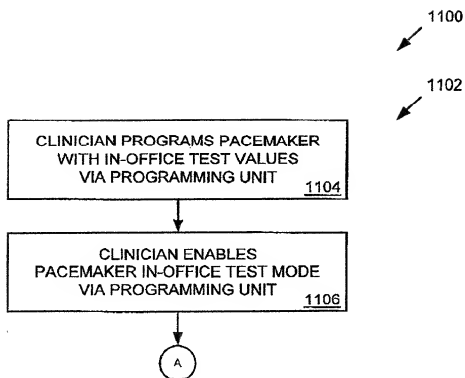 1100
1102
CLINICIAN PROGRAMS PACEMAKER
WITH IN-OFFICE TEST VALUES
VIA PROGRAMMING UNIT
1104
CLINICIAN ENABLES
PACEMAKER IN-OFFICE TEST MODE
VIA PROGRAMMING UNIT
1106
A